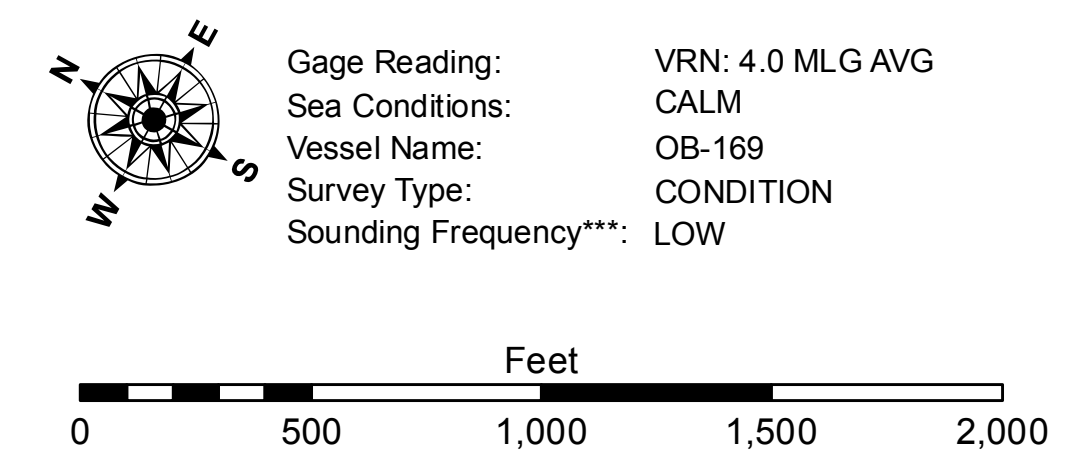 N
E
S
W
Gage Reading: VRN: 4.0 MLG AVG
Sea Conditions: CALM
Vessel Name: OB-169
Survey Type: CONDITION
Sounding Frequency***: LOW
Feet
0 500 1,000 1,500 2,000